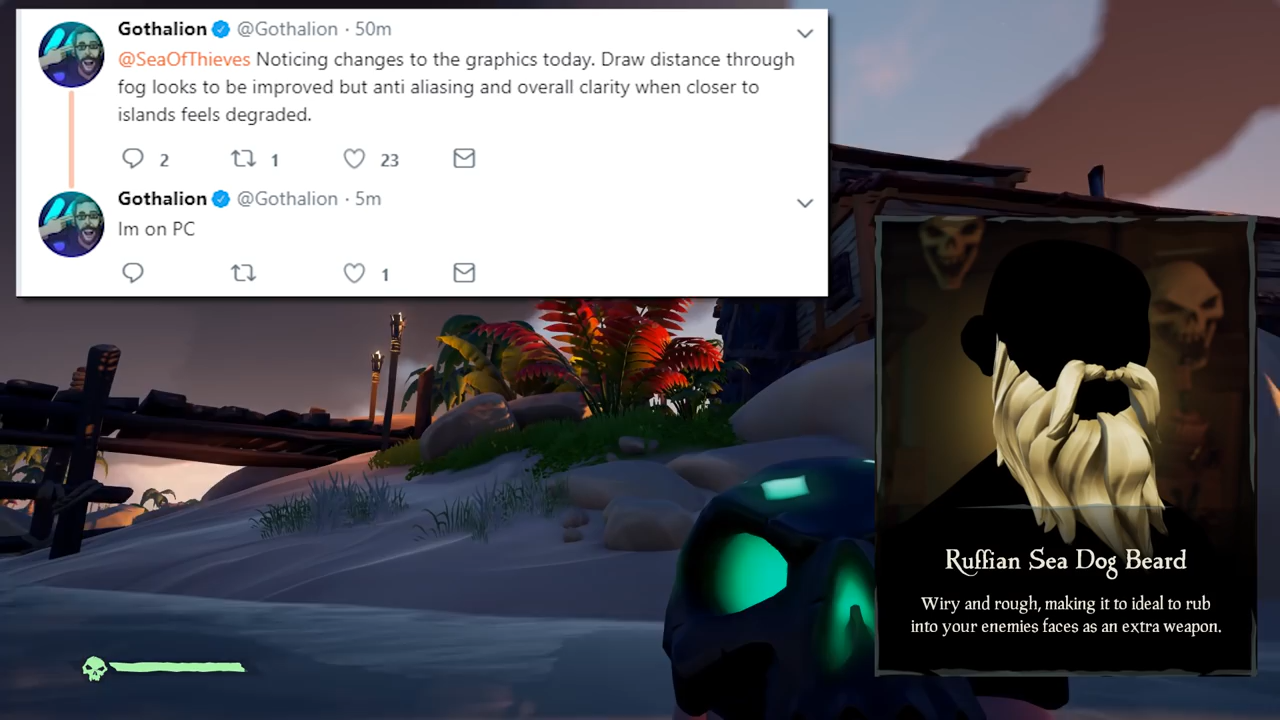 Gothalion @Gothalion · 50m
@SeaOfThieves Noticing changes to the graphics today. Draw distance through
fog looks to be improved but anti aliasing and overall clarity when closer to
islands feels degraded.
2 1 23
Gothalion @Gothalion · 5m
Im on PC
1
Ruffian Sea Dog Beard
Wiry and rough, making it to ideal to rub
into your enemies faces as an extra weapon.